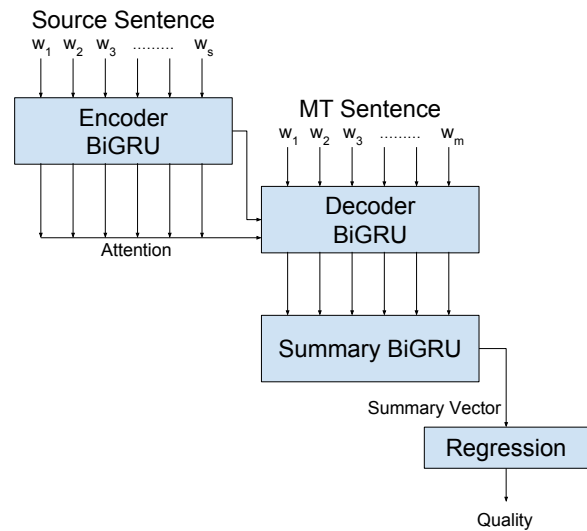 Source Sentence
w1 w2 w3 ......... ws
Encoder
BiGRU
MT Sentence
w1 w2 w3 ......... wm
Decoder
BiGRU
Attention
Summary BiGRU
Summary Vector
Regression
Quality